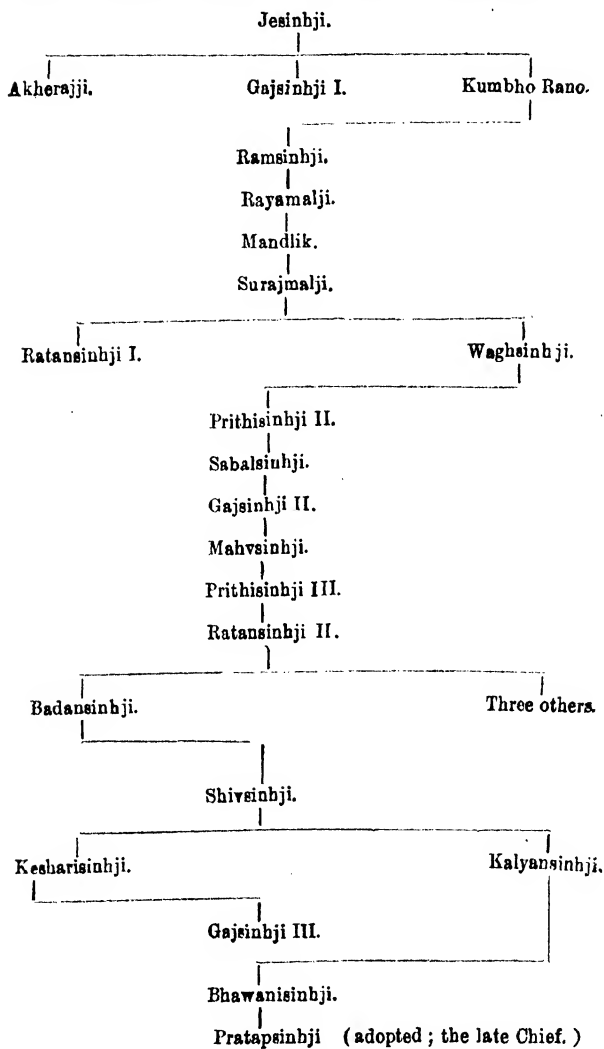 Jesinhji.
Akherajji. Gajsinhji I. Kumbho Rano.
Ramsinhji.
Rayamalji.
Mandlik.
Surajmalji.
Ratansinhji I. Waghsinhji.
Prithisinhji II.
Sabalsinhji.
Gajsinhji II.
Mahvsinhji.
Prithisinhji III.
Ratansinhji II.
Badansinhji. Three others.
Shivsinhji.
Kesharisinhji. Kalyansinhji.
Gajsinhji III.
Bhawanisinhji.
Pratapsinhji (adopted ; the late Chief. )